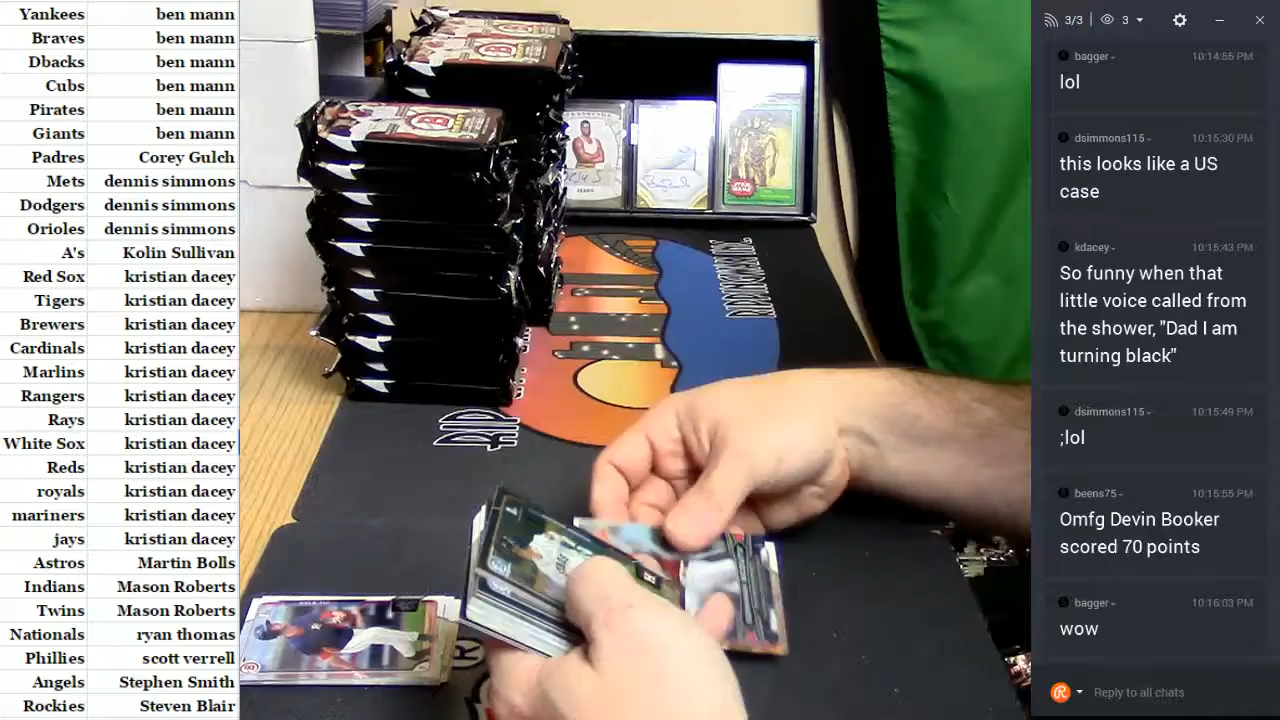 Yankees ben mann
Braves ben mann
Dbacks ben mann
Cubs ben mann
Pirates ben mann
Giants ben mann
Padres Corey Gulch
Mets dennis simmons
Dodgers dennis simmons
Orioles dennis simmons
A's Kolin Sullivan
Red Sox kristian dacey
Tigers kristian dacey
Brewers kristian dacey
Cardinals kristian dacey
Marlins kristian dacey
Rangers kristian dacey
Rays kristian dacey
White Sox kristian dacey
Reds kristian dacey
royals kristian dacey
mariners kristian dacey
jays kristian dacey
Astros Martin Bolls
Indians Mason Roberts
Twins Mason Roberts
Nationals ryan thomas
Phillies scott verrell
Angels Stephen Smith
Rockies Steven Blair
STAR
WARS
3/3 3
bagger 10:14:55 PM
lol
dsimmons115 10:15:30 PM
this looks like a US
case
kdacey 10:15:43 PM
So funny when that
little voice called from
the shower, "Dad I am
turning black"
dsimmons115 10:15:49 PM
;lol
beens75 10:15:55 PM
Omfg Devin Booker
scored 70 points
bagger 10:16:03 PM
wow
Reply to all chats